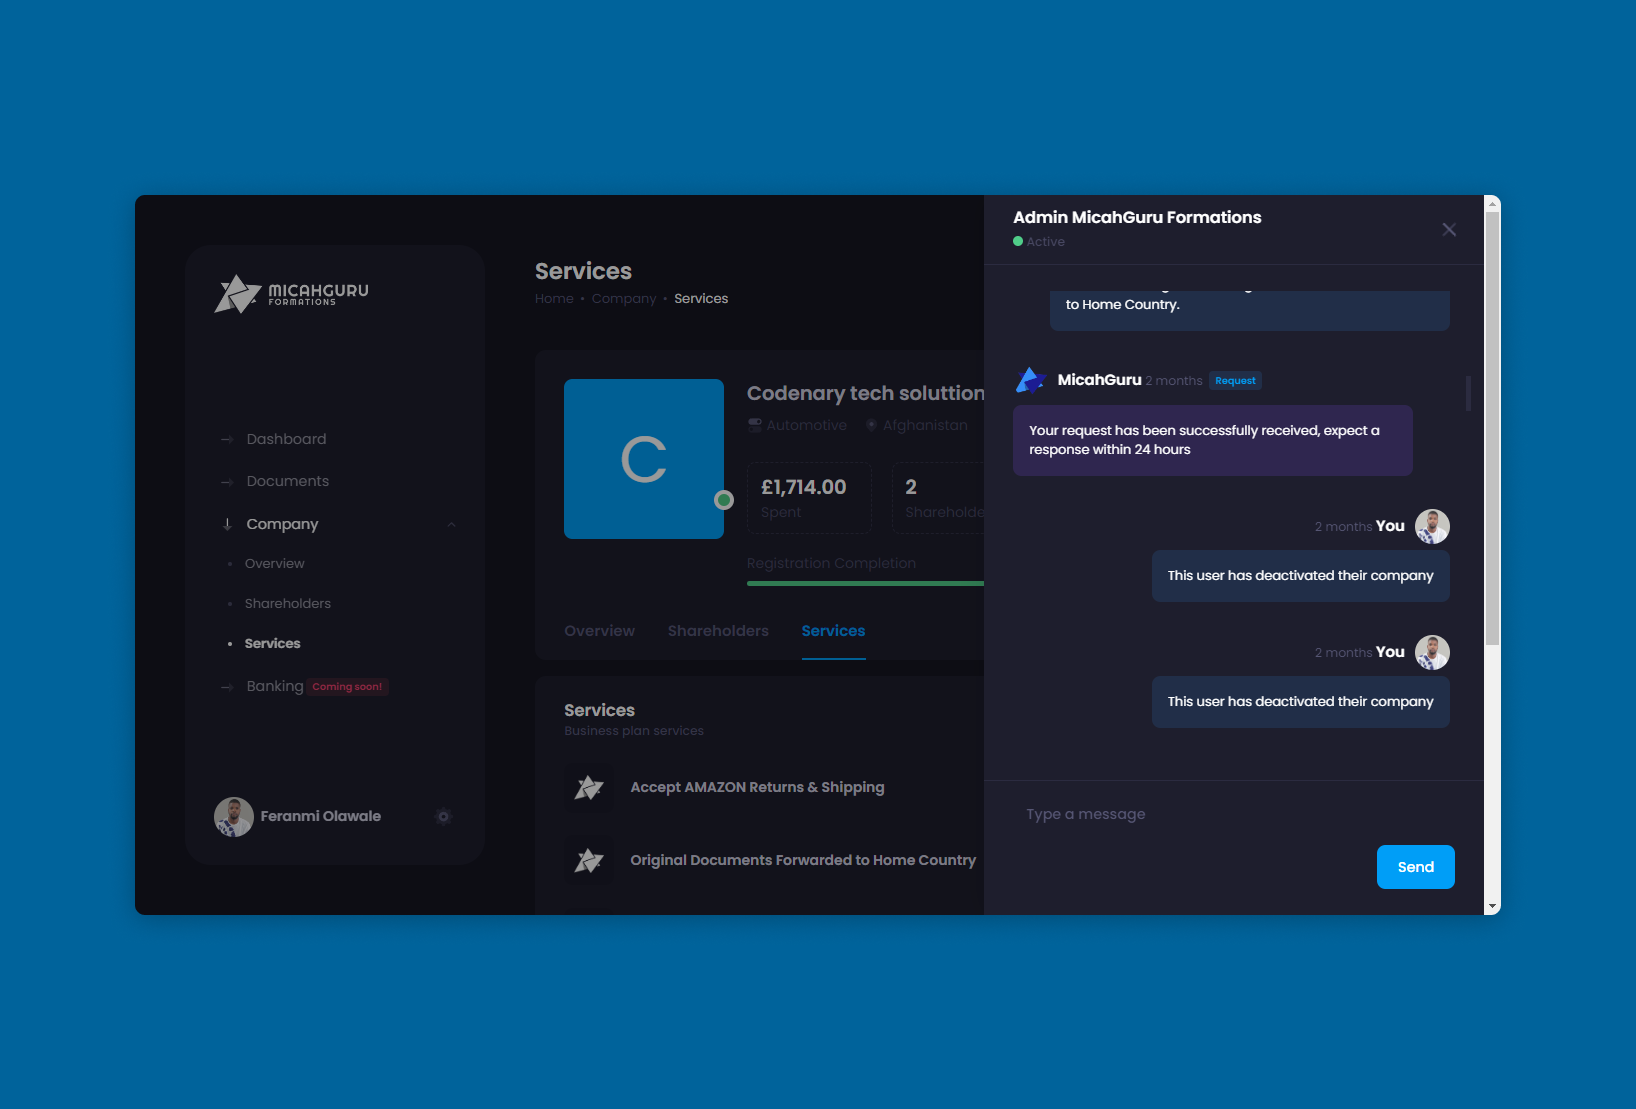 MICAHGURU
FORMATIONS
Dashboard
Documents
Company
Overview
Shareholders
Services
Banking Coming soon!
Feranmi Olawale
Services
Home • Company • Services
C
Codenary tech soluttion
Automotive Afghanistan
£1,714.00
Spent
2
Shareholde
Registration Completion
Overview Shareholders Services
Services
Business plan services
Accept AMAZON Returns & Shipping
Original Documents Forwarded to Home Country
Admin MicahGuru Formations
Active
to Home Country.
MicahGuru 2 months Request
Your request has been successfully received, expect a
response within 24 hours
2 months You
This user has deactivated their company
2 months You
This user has deactivated their company
Type a message
Send